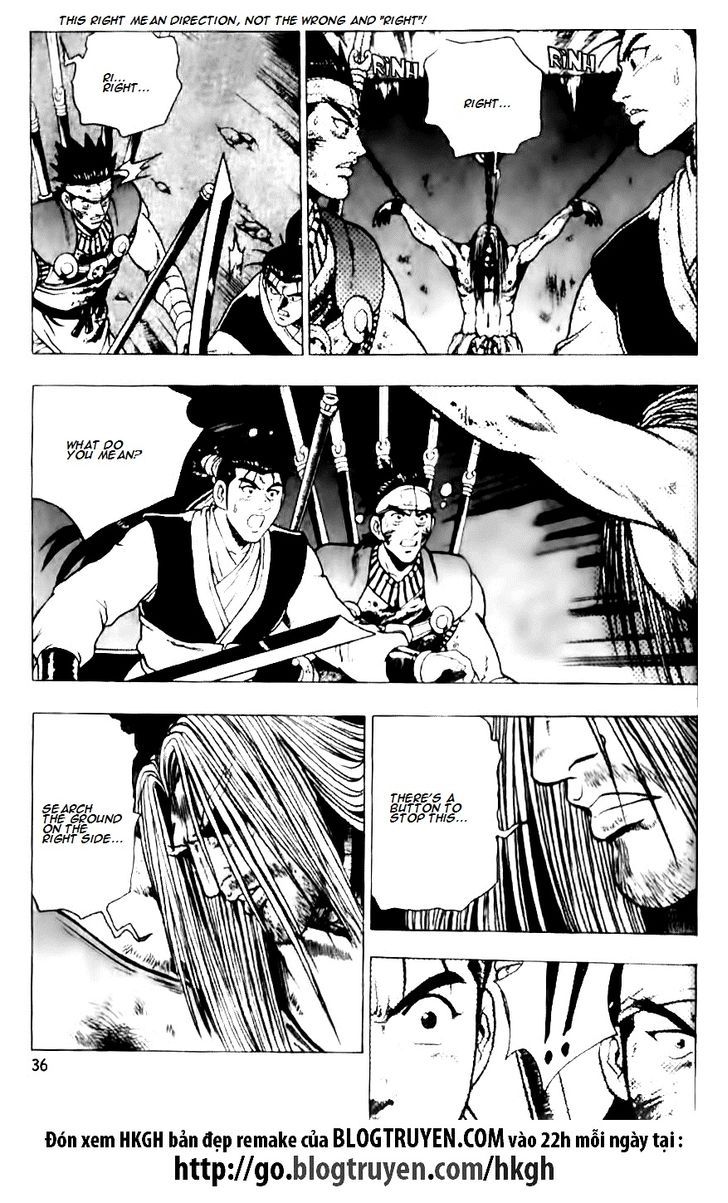 THIS RIGHT MEAN DIRECTION, NOT THE WRONG AND "RIGHT"!
RI...
RIGHT...
RINH
RINH
RIGHT...
WHAT DO
YOU MEAN?
SEARCH
THE GROUND
ON THE
RIGHT SIDE...
THERE'S A
BUTTON TO
STOP THIS...
36
Đón xem HKGH bản đẹp remake của BLOGTRUYEN.COM vào 22h mỗi ngày tại :
http://go.blogtruyen.com/hkgh